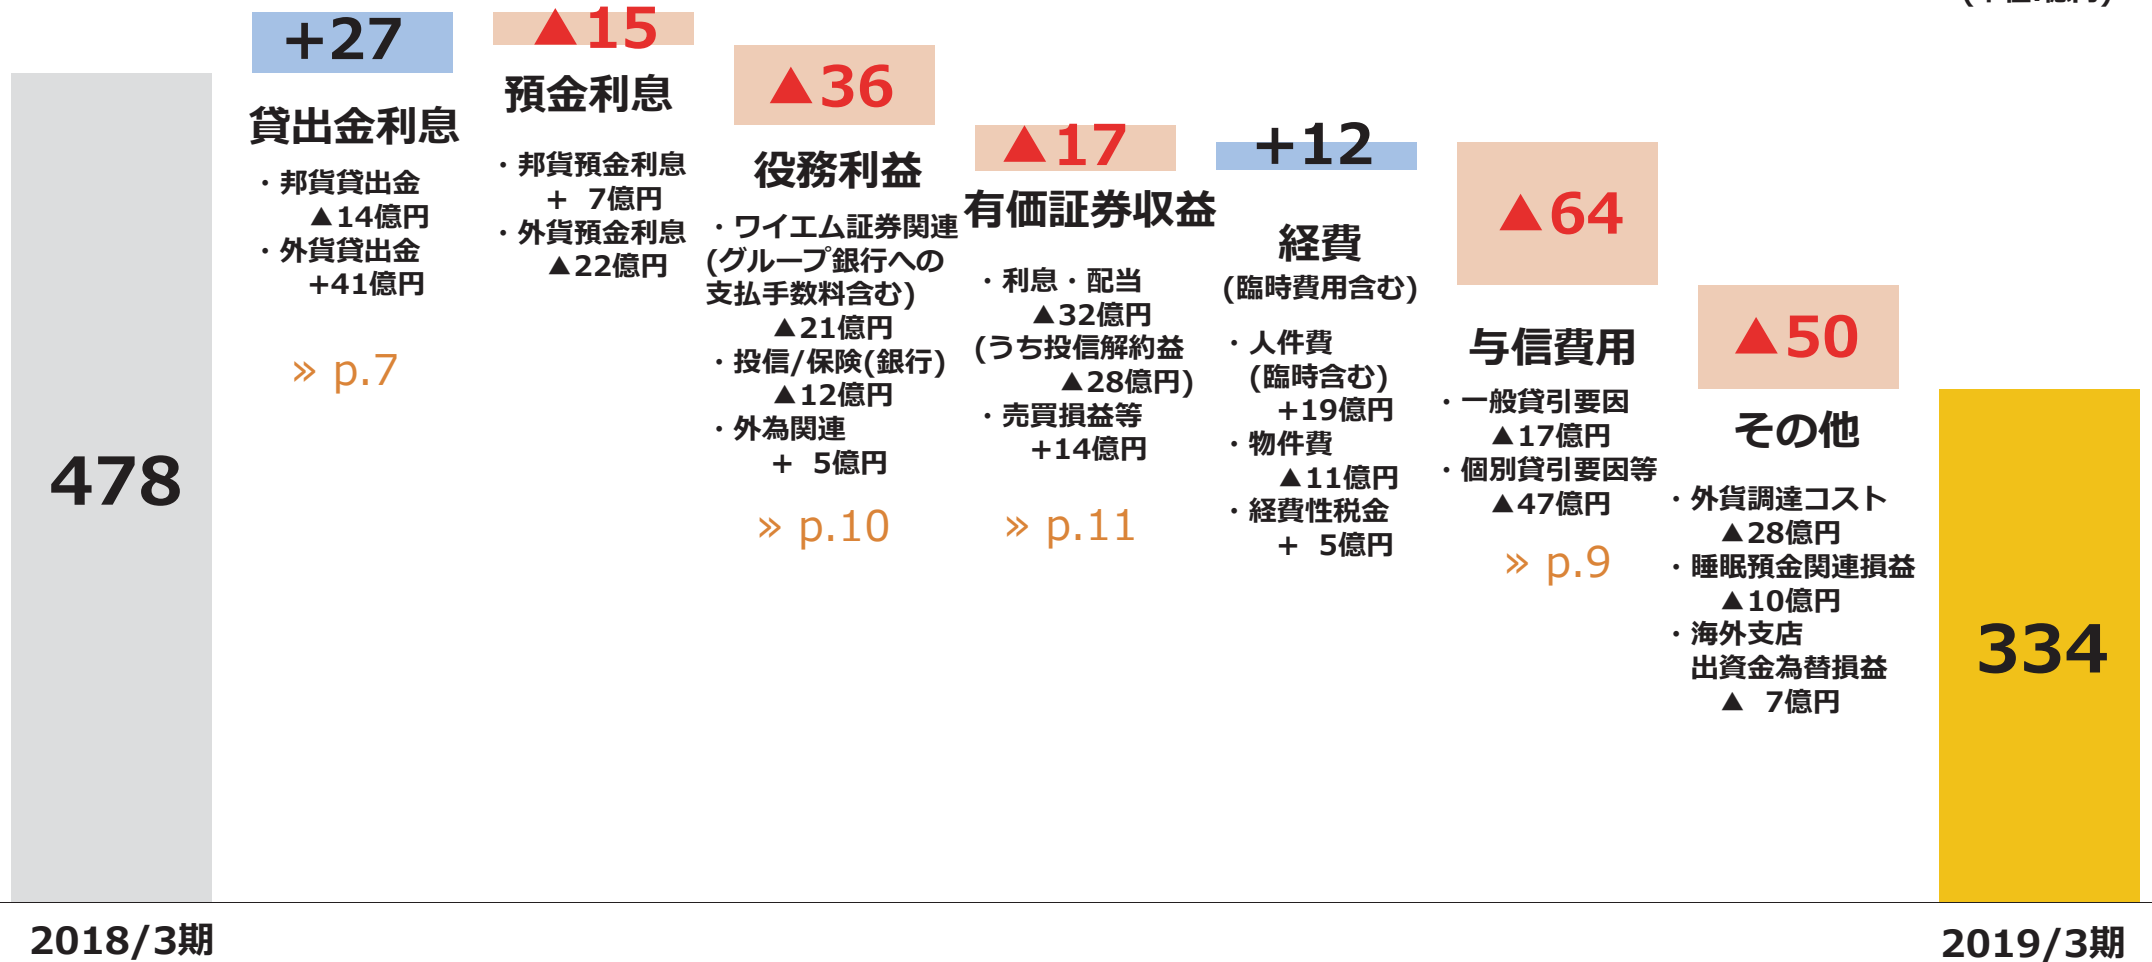 +27
貸出金利息
・邦貨貸出金
▲14億円
・外貨貸出金
+41億円
» p.7
▲15
預金利息
・邦貨預金利息
+ 7億円
・外貨預金利息
▲22億円
▲36
役務利益
・ワイエム証券関連
(グループ銀行への
支払手数料含む)
▲21億円
・投信/保険(銀行)
▲12億円
・外為関連
+ 5億円
» p.10
▲17
有価証券収益
・利息・配当
▲32億円
(うち投信解約益
▲28億円)
・売買損益等
+14億円
» p.11
+12
経費
(臨時費用含む)
・人件費
(臨時含む)
+19億円
・物件費
▲11億円
・経費性税金
+ 5億円
▲64
与信費用
・一般貸引要因
▲17億円
・個別貸引要因等
▲47億円
» p.9
▲50
その他
・外貨調達コスト
▲28億円
・睡眠預金関連損益
▲10億円
・海外支店
出資金為替損益
▲ 7億円
478
334
2018/3期
2019/3期